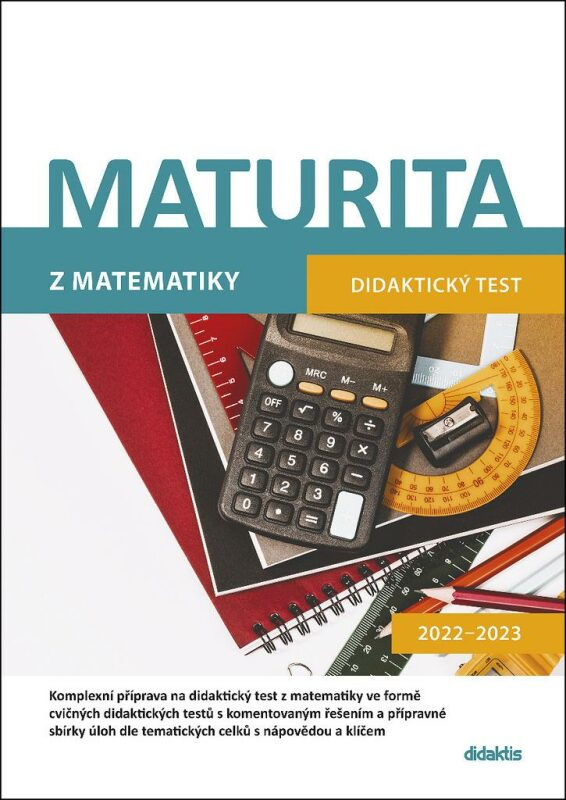 MATURITA
Z MATEMATIKY
DIDAKTICKÝ TEST
MRC M− M+
OFF √ % ÷
7 8 9 ×
4 5 6 −
1 2 3
0 • =
2022–2023
Komplexní příprava na didaktický test z matematiky ve formě
cvičných didaktických testů s komentovaným řešením a přípravné
sbírky úloh dle tematických celků s nápovědou a klíčem
didaktis